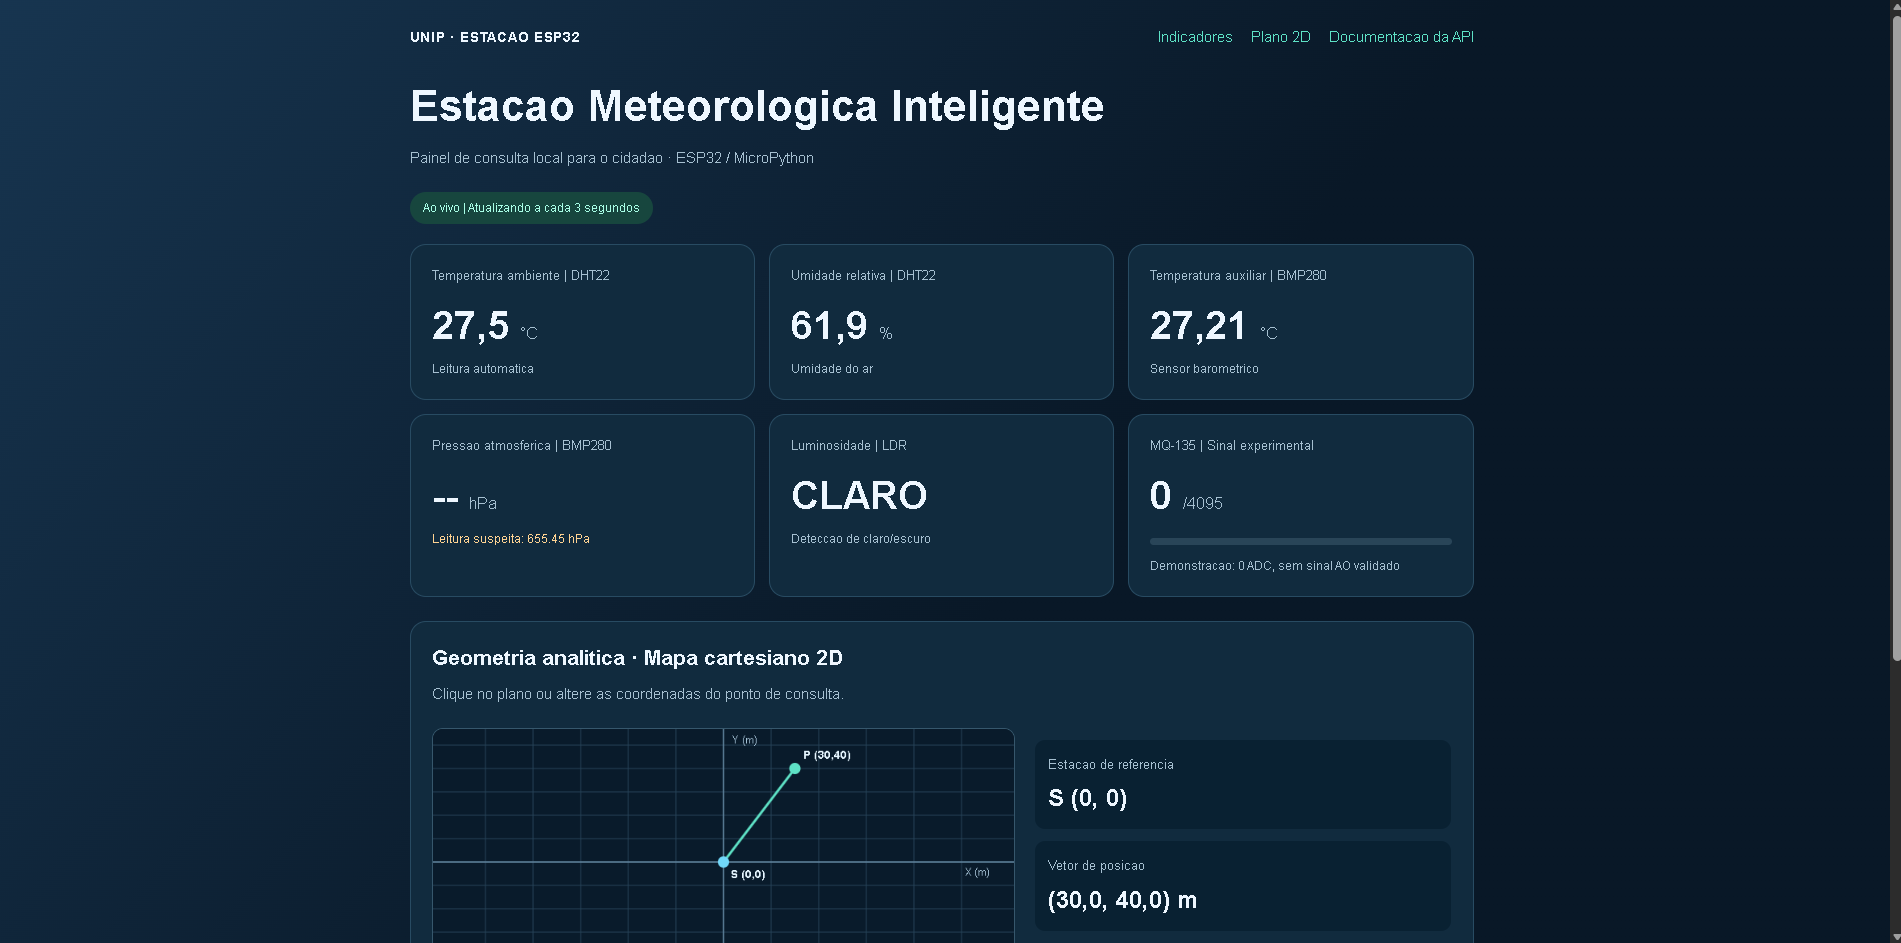 UNIP · ESTACAO ESP32
Indicadores Plano 2D Documentacao da API
Estacao Meteorologica Inteligente
Painel de consulta local para o cidadao · ESP32 / MicroPython
Ao vivo | Atualizando a cada 3 segundos
Temperatura ambiente | DHT22
27,5 °C
Leitura automatica
Umidade relativa | DHT22
61,9 %
Umidade do ar
Temperatura auxiliar | BMP280
27,21 °C
Sensor barometrico
Pressao atmosferica | BMP280
-- hPa
Leitura suspeita: 655.45 hPa
Luminosidade | LDR
CLARO
Deteccao de claro/escuro
MQ-135 | Sinal experimental
0 /4095
Demonstracao: 0 ADC, sem sinal AO validado
Geometria analitica · Mapa cartesiano 2D
Clique no plano ou altere as coordenadas do ponto de consulta.
Y (m)
P (30,40)
S (0,0)
X (m)
Estacao de referencia
S (0, 0)
Vetor de posicao
(30,0, 40,0) m